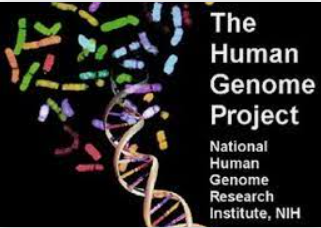 The
Human
Genome
Project
National
Human
Genome
Research
Institute, NIH